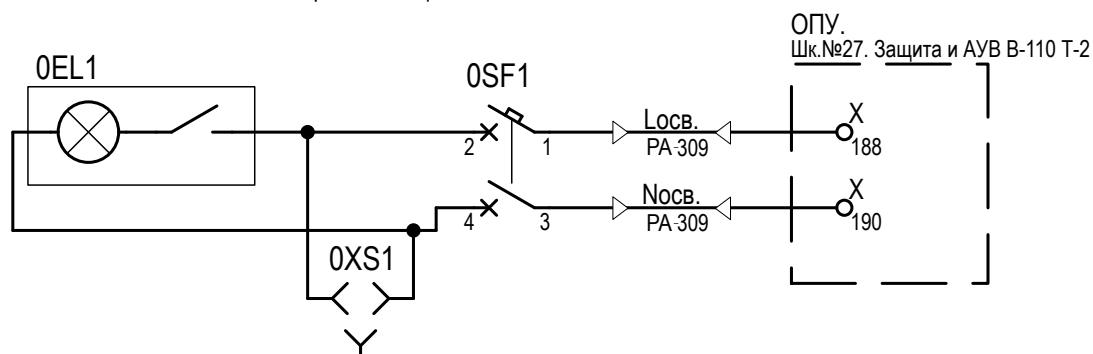 ОПУ.
Шк.№27. Защита и АУВ В-110 Т-2
0EL1
0SF1
2
1
Lосв.
РА-309
X
188
4
3
Nосв.
РА-309
X
190
0XS1